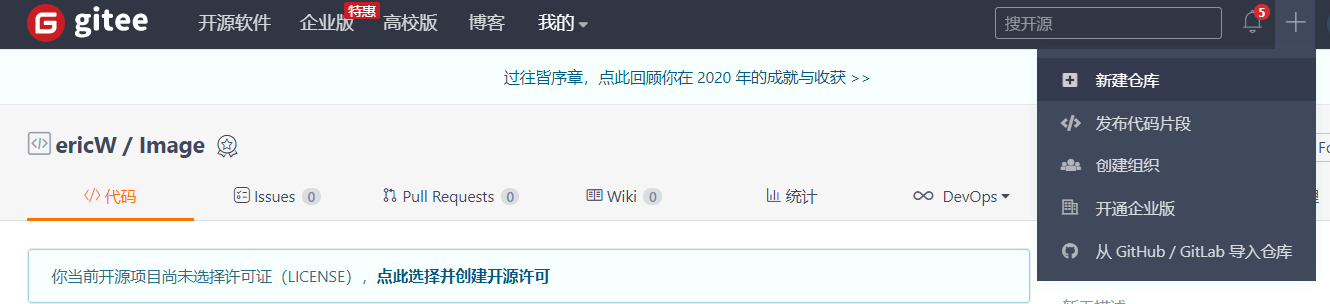 gitee 开源软件 企业版 特惠 高校版 博客 我的 搜开源 5
过往皆序章，点此回顾你在 2020 年的成就与收获 >>
新建仓库
发布代码片段
创建组织
开通企业版
从 GitHub / GitLab 导入仓库
ericW / Image
Fo
代码 Issues 0 Pull Requests 0 Wiki 0 统计 DevOps
你当前开源项目尚未选择许可证（LICENSE），点此选择并创建开源许可